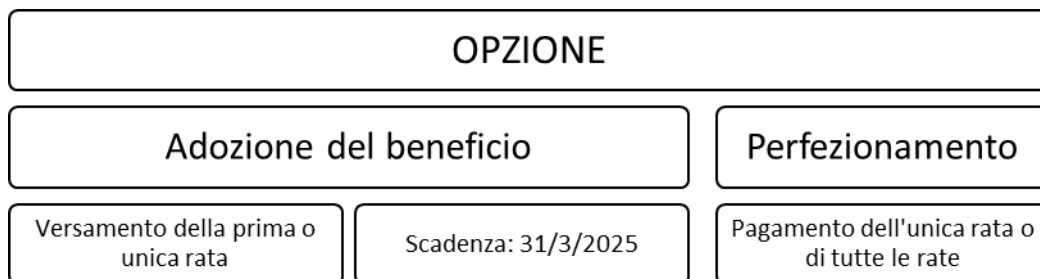 OPZIONE
Adozione del beneficio
Perfezionamento
Versamento della prima o
unica rata
Scadenza: 31/3/2025
Pagamento dell'unica rata o
di tutte le rate